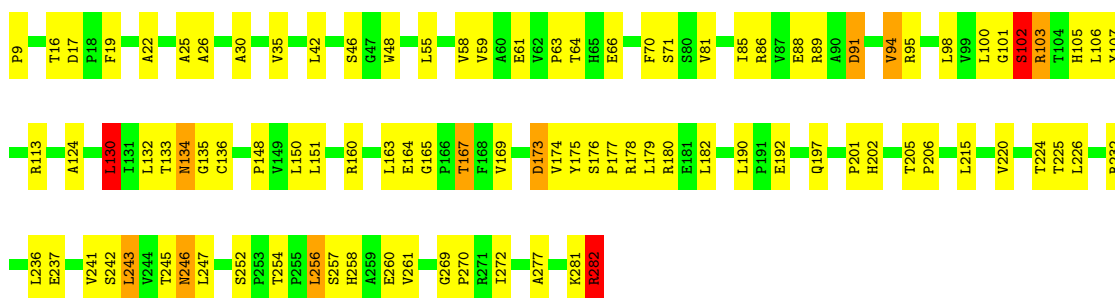 P9 T16 D17 P18 F19 A22 A25 A26 A30 V35 L42 S46 G47 W48 L55 V58 V59 A60 E61 V62 P63 T64 H65 E66 F70 S71 S80 V81 I85 R86 V87 E88 R89 A90 D91 V94 R95 L98 V99 L100 G101 S102 R103 T104 H105 L106 Y107
R113 A124 L130 I131 L132 T133 N134 G135 C136 P148 V149 L150 L151 R160 L163 E164 G165 P166 T167 F168 V169 D173 V174 Y175 S176 P177 R178 L179 R180 E181 L182 L190 P191 E192 Q197 P201 H202 T205 P206 L215 V220 T224 T225 L226
L236 E237 V241 S242 L243 V244 T245 N246 L247 S252 P253 T254 P255 L256 S257 H258 A259 E260 V261 G269 P270 R271 I272 A277 K281 R282